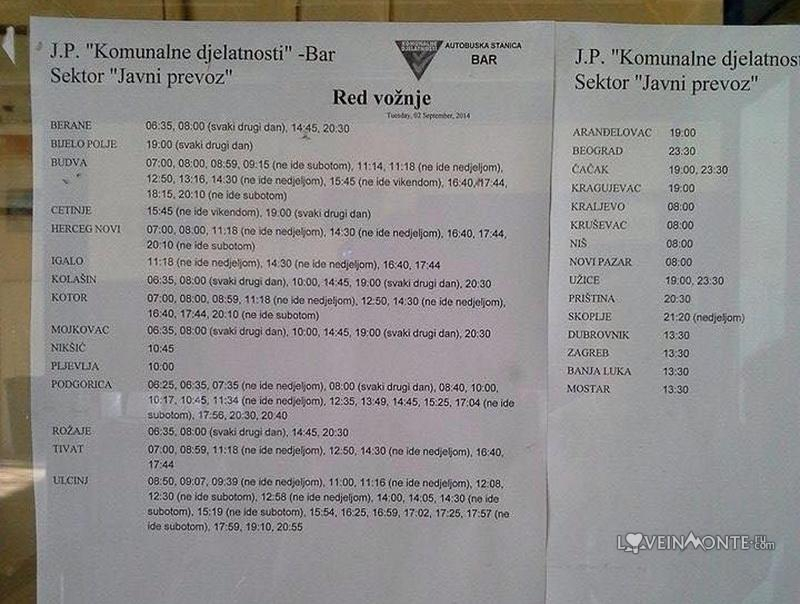 J.P. "Komunalne djelatnosti" -Bar
Sektor "Javni prevoz"
KOMUNALNE
DJELATNOSTI
AUTOBUSKA STANICA
BAR
Red vožnje
Tuesday, 02 September, 2014
BERANE 06:35, 08:00 (svaki drugi dan), 14:45, 20:30
BIJELO POLJE 19:00 (svaki drugi dan)
BUDVA 07:00, 08:00, 08:59, 09:15 (ne ide subotom), 11:14, 11:18 (ne ide nedjeljom),
12:50, 13:16, 14:30 (ne ide nedjeljom), 15:45 (ne ide vikendom), 16:40, 17:44,
18:15, 20:10 (ne ide subotom)
CETINJE 15:45 (ne ide vikendom), 19:00 (svaki drugi dan)
HERCEG NOVI 07:00, 08:00, 11:18 (ne ide nedjeljom), 14:30 (ne ide nedjeljom), 16:40, 17:44,
20:10 (ne ide subotom)
IGALO 11:18 (ne ide nedjeljom), 14:30 (ne ide nedjeljom), 16:40, 17:44
KOLAŠIN 06:35, 08:00 (svaki drugi dan), 10:00, 14:45, 19:00 (svaki drugi dan), 20:30
KOTOR 07:00, 08:00, 08:59, 11:18 (ne ide nedjeljom), 12:50, 14:30 (ne ide nedjeljom),
16:40, 17:44, 20:10 (ne ide subotom)
MOJKOVAC 06:35, 08:00 (svaki drugi dan), 10:00, 14:45, 19:00 (svaki drugi dan), 20:30
NIKŠIĆ 10:45
PLJEVLJA 10:00
PODGORICA 06:25, 06:35, 07:35 (ne ide nedjeljom), 08:00 (svaki drugi dan), 08:40, 10:00,
10:17, 10:45, 11:34 (ne ide nedjeljom), 12:35, 13:49, 14:45, 15:25, 17:04 (ne ide
subotom), 17:56, 20:30, 20:40
ROŽAJE 06:35, 08:00 (svaki drugi dan), 14:45, 20:30
TIVAT 07:00, 08:59, 11:18 (ne ide nedjeljom), 12:50, 14:30 (ne ide nedjeljom), 16:40,
17:44
ULCINJ 08:50, 09:07, 09:39 (ne ide nedjeljom), 11:00, 11:16 (ne ide nedjeljom), 12:08,
12:30 (ne ide subotom), 12:58 (ne ide nedjeljom), 14:00, 14:05, 14:30 (ne ide
subotom), 15:19 (ne ide subotom), 15:54, 16:25, 16:59, 17:02, 17:25, 17:57 (ne
ide subotom), 17:59, 19:10, 20:55
J.P. "Komunalne djelatnosti
Sektor "Javni prevoz"
ARANĐELOVAC 19:00
BEOGRAD 23:30
ČAČAK 19:00, 23:30
KRAGUJEVAC 19:00
KRALJEVO 08:00
KRUŠEVAC 08:00
NIŠ 08:00
NOVI PAZAR 08:00
UŽICE 19:00, 23:30
PRIŠTINA 20:30
SKOPLJE 21:20 (nedjeljom)
DUBROVNIK 13:30
ZAGREB 13:30
BANJA LUKA 13:30
MOSTAR 13:30
LOVEINMONTE.EU.com